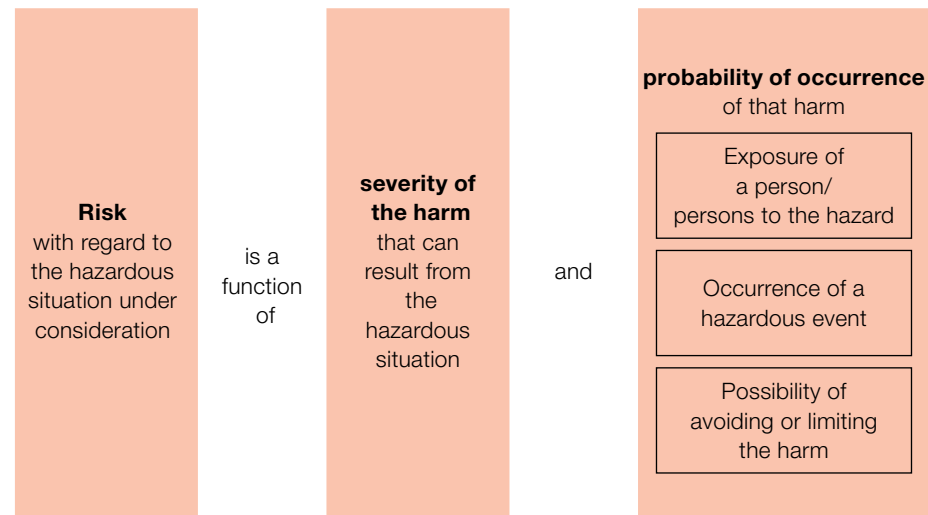 Risk
with regard to
the hazardous
situation under
consideration
is a
function
of
severity of
the harm
that can
result from
the
hazardous
situation
and
probability of occurrence
of that harm
Exposure of
a person/
persons to the hazard
Occurrence of a
hazardous event
Possibility of
avoiding or limiting
the harm